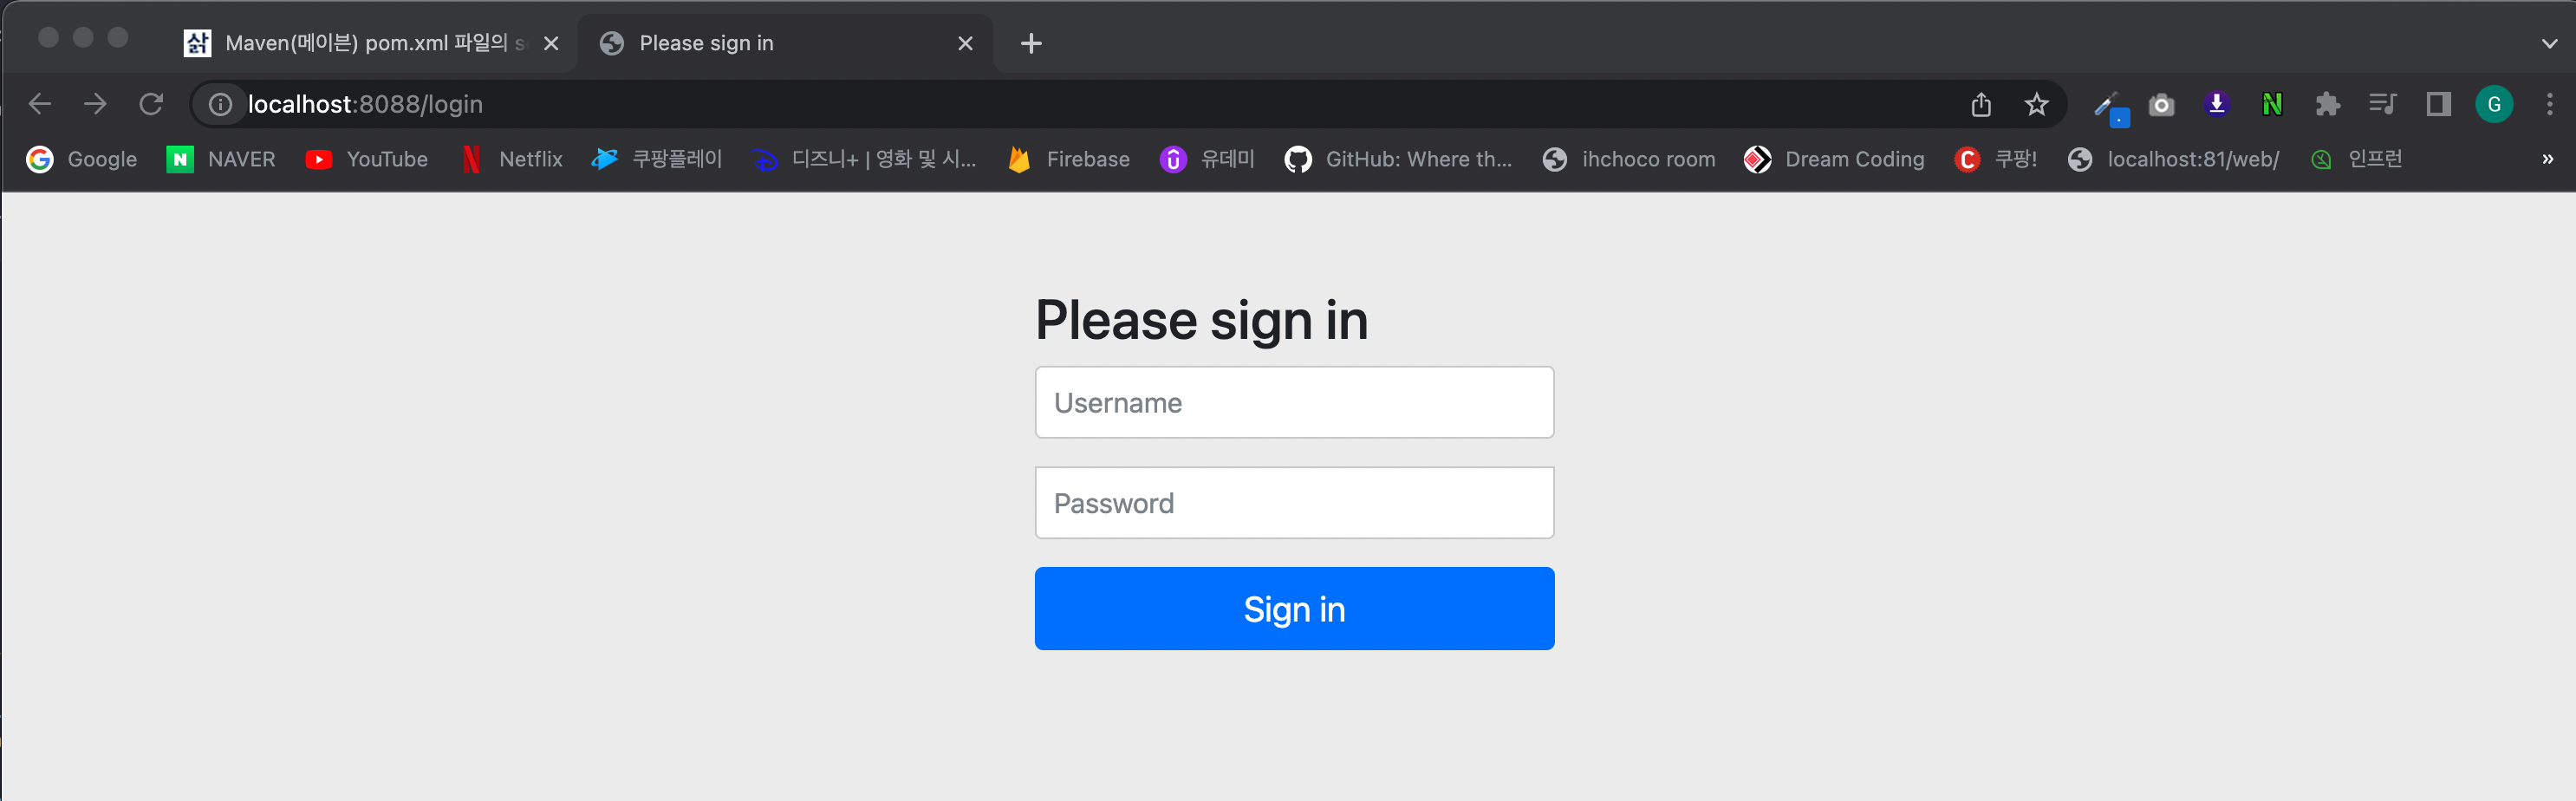 삵 Maven(메이븐) pom.xml 파일의 Please sign in
localhost:8088/login G
Google N NAVER YouTube Netflix 쿠팡플레이 디즈니+ | 영화 및 시... Firebase 유데미 GitHub: Where th... ihchoco room Dream Coding C 쿠팡! localhost:81/web/ 인프런 »
Please sign in
Username
Password
Sign in